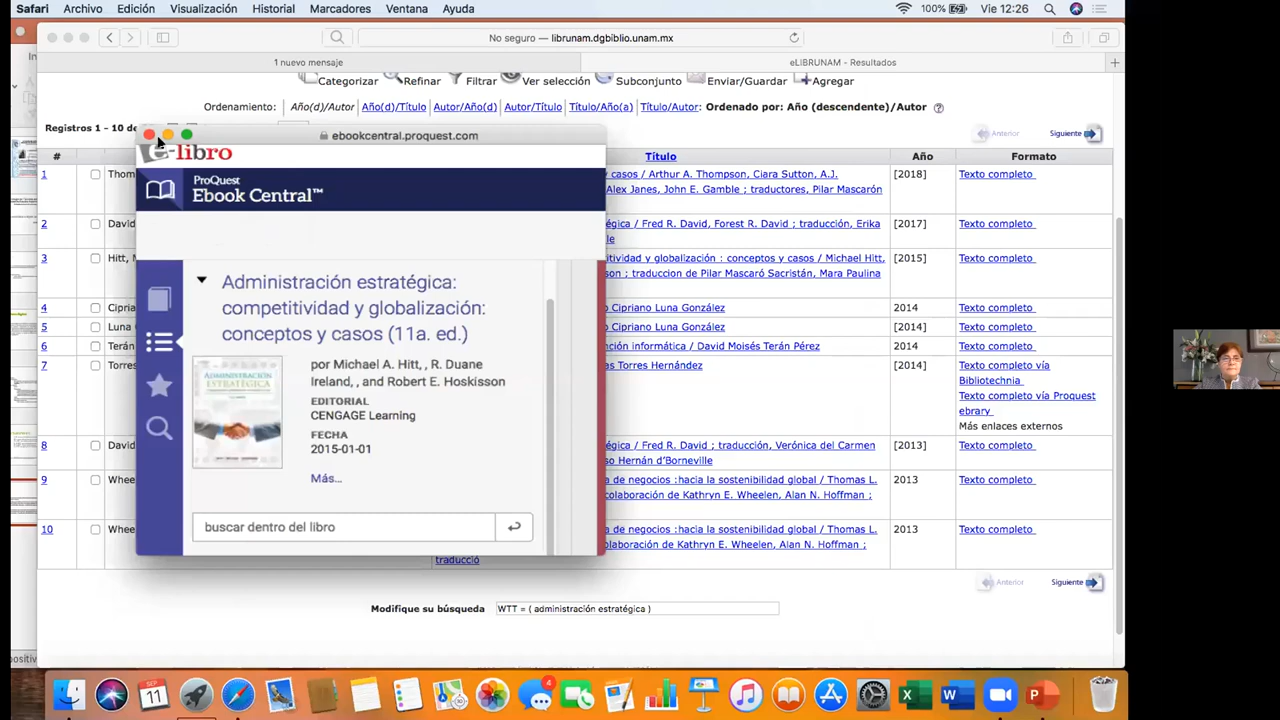 Safari Archivo Edición Visualización Historial Marcadores Ventana Ayuda 100% Vie 12:26
No seguro — librunam.dgbiblio.unam.mx
1 nuevo mensaje eLiBRUNAM - Resultados
Categorizar Refinar Filtrar Ver selección Subconjunto Enviar/Guardar Agregar
Ordenamiento: Año(d)/Autor Año(d)/Título Autor/Año(d) Autor/Título Título/Año(a) Título/Autor: Ordenado por: Año (descendente)/Autor
Registros 1 - 10 de Anterior Siguiente
# Título Año Formato
1 Thom y casos / Arthur A. Thompson, Ciara Sutton, A.J. [2018] Texto completo
Alex Janes, John E. Gamble ; traductores, Pilar Mascarón
2 David égica / Fred R. David, Forest R. David ; traducción, Erika [2017] Texto completo
le
3 Hitt, M itividad y globalización : conceptos y casos / Michael Hitt, [2015] Texto completo
on ; traduccion de Pilar Mascaró Sacristán, Mara Paulina
4 Cipria o Cipriano Luna González 2014 Texto completo
5 Luna o Cipriano Luna González [2014] Texto completo
6 Terán nción informática / David Moisés Terán Pérez 2014 Texto completo
7 Torres as Torres Hernández [2014] Texto completo vía
Bibliotechnia
Texto completo vía Proquest
ebrary
Más enlaces externos
8 David égica / Fred R. David ; traducción, Verónica del Carmen [2013] Texto completo
so Hernán d'Borneville
9 Whee a de negocios :hacia la sostenibilidad global / Thomas L. 2013 Texto completo
colaboración de Kathryn E. Wheelen, Alan N. Hoffman ;
10 Whee a de negocios :hacia la sostenibilidad global / Thomas L. 2013 Texto completo
colaboración de Kathryn E. Wheelen, Alan N. Hoffman ;
traducció
Anterior Siguiente
Modifique su búsqueda WTT = ( administración estratégica )
ebookcentral.proquest.com
e-libro
ProQuest
Ebook Central™
Administración estratégica:
competitividad y globalización:
conceptos y casos (11a. ed.)
ADMINISTRACIÓN
ESTRATÉGICA
por Michael A. Hitt, , R. Duane
Ireland, , and Robert E. Hoskisson
EDITORIAL
CENGAGE Learning
FECHA
2015-01-01
Más...
buscar dentro del libro
SEP
11
4